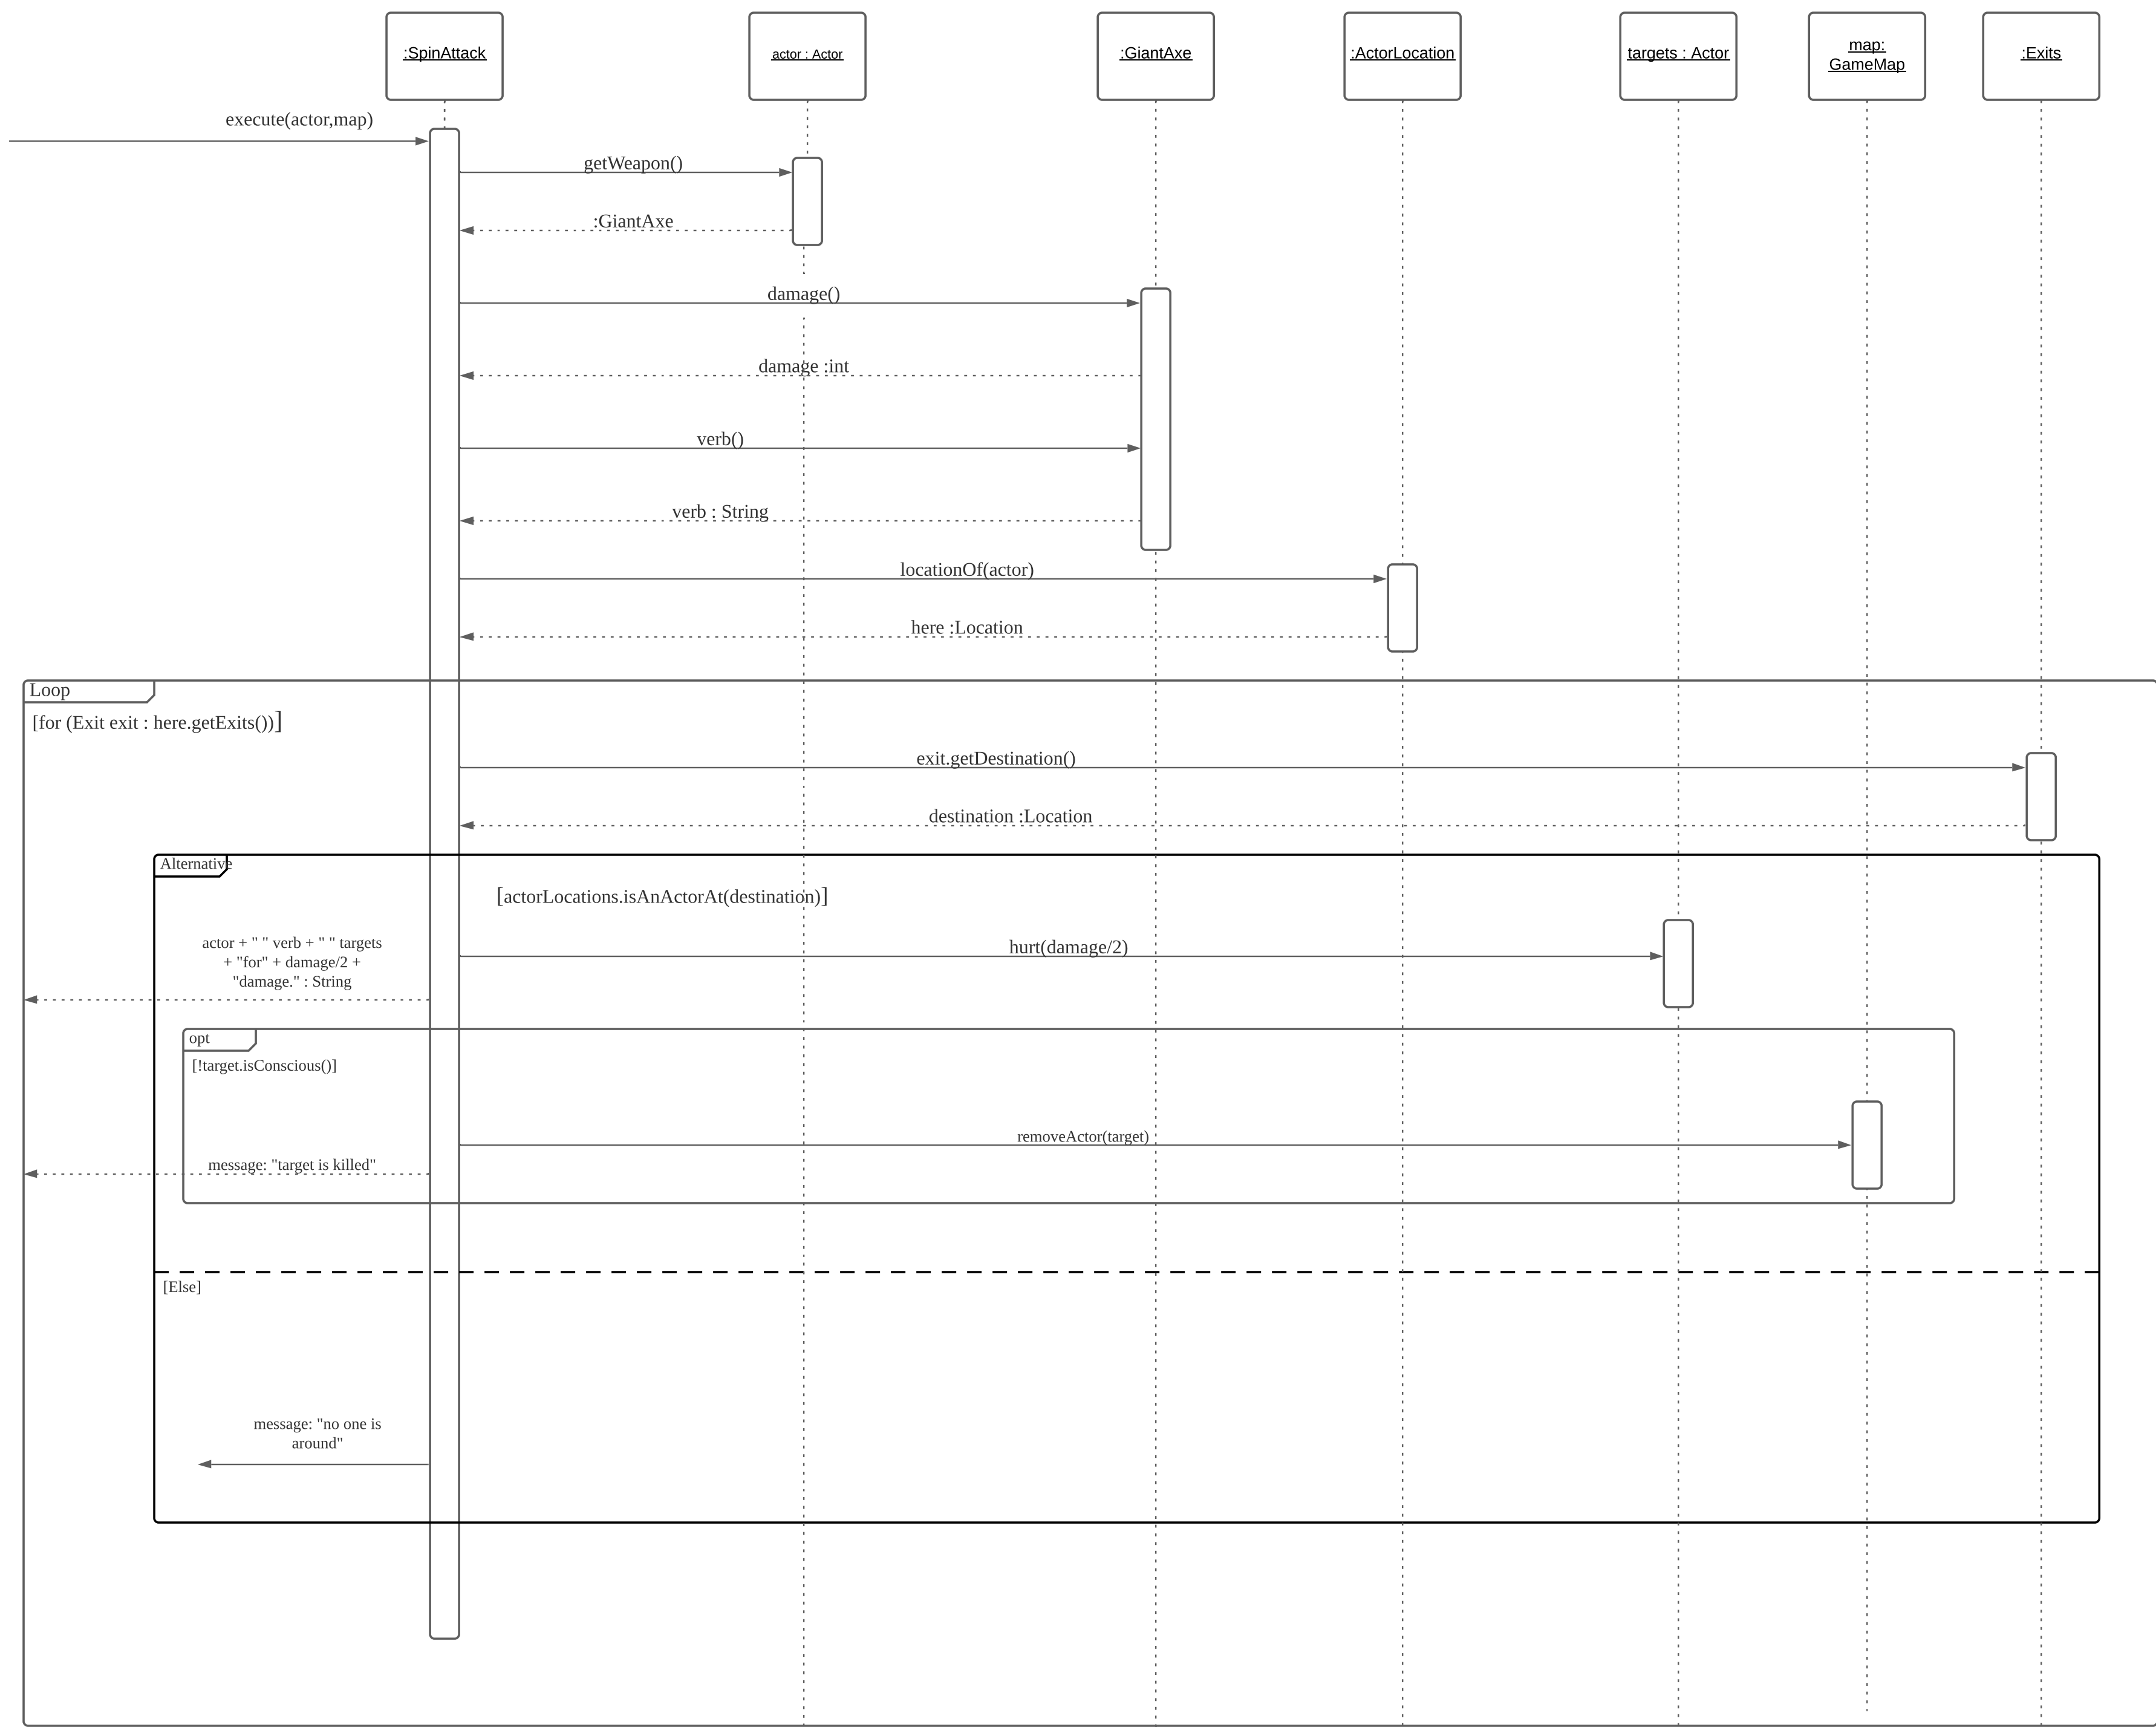 :SpinAttack
actor : Actor
:GiantAxe
:ActorLocation
targets : Actor
map:
GameMap
:Exits
execute(actor,map)
getWeapon()
:GiantAxe
damage()
damage :int
verb()
verb : String
locationOf(actor)
here :Location
Loop
[for (Exit exit : here.getExits())]
exit.getDestination()
destination :Location
Alternative
[actorLocations.isAnActorAt(destination)]
actor + " " verb + " " targets
+ "for" + damage/2 +
"damage." : String
hurt(damage/2)
opt
[!target.isConscious()]
removeActor(target)
message: "target is killed"
[Else]
message: "no one is
around"